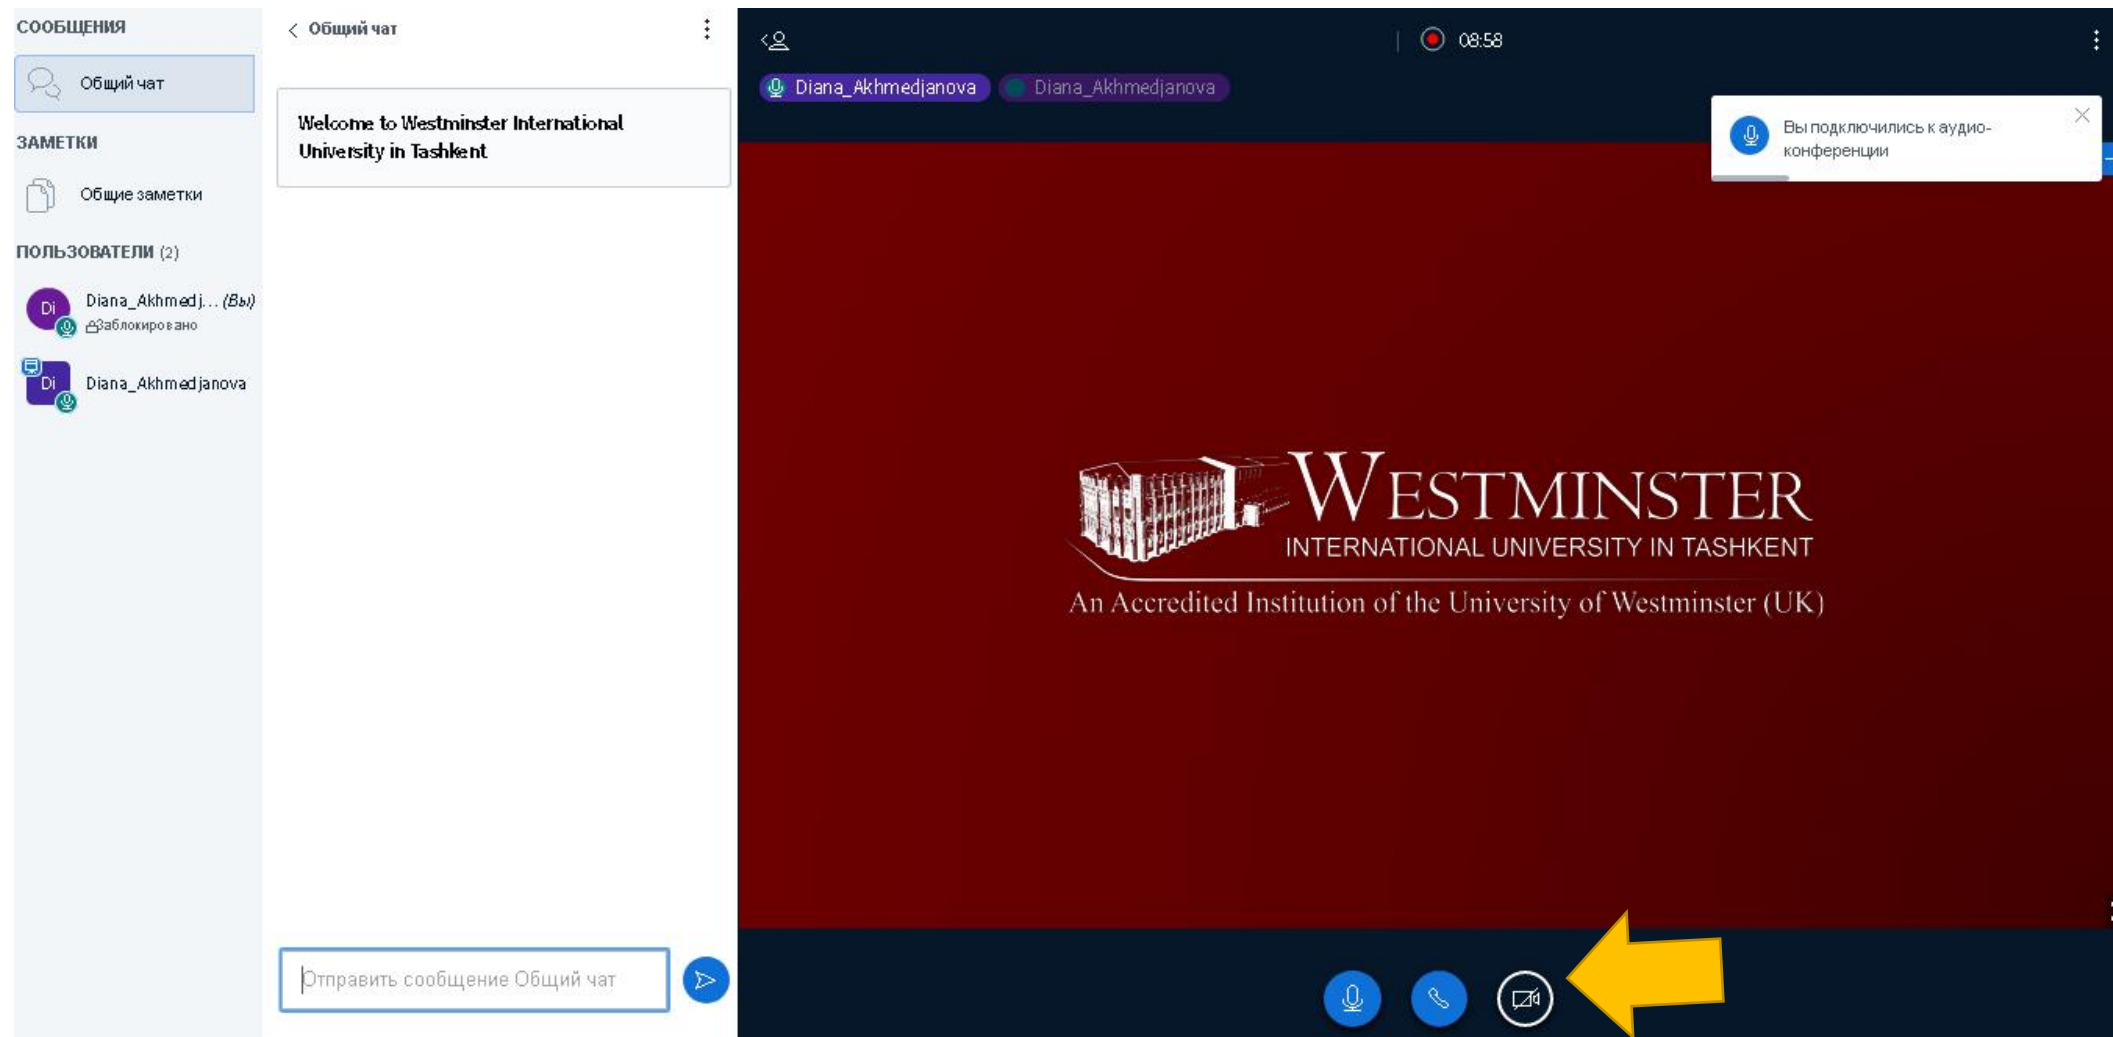 СООБЩЕНИЯ
Общий чат
ЗАМЕТКИ
Общие заметки
ПОЛЬЗОВАТЕЛИ (2)
Di
Diana_Akhmedj... (Вы)
Заблокировано
Di
Diana_Akhmedjanova
Общий чат
Welcome to Westminster International
University in Tashkent
Отправить сообщение Общий чат
08:58
Diana_Akhmedjanova
Diana_Akhmedjanova
Вы подключились к аудио-
конференции
WESTMINSTER
INTERNATIONAL UNIVERSITY IN TASHKENT
An Accredited Institution of the University of Westminster (UK)